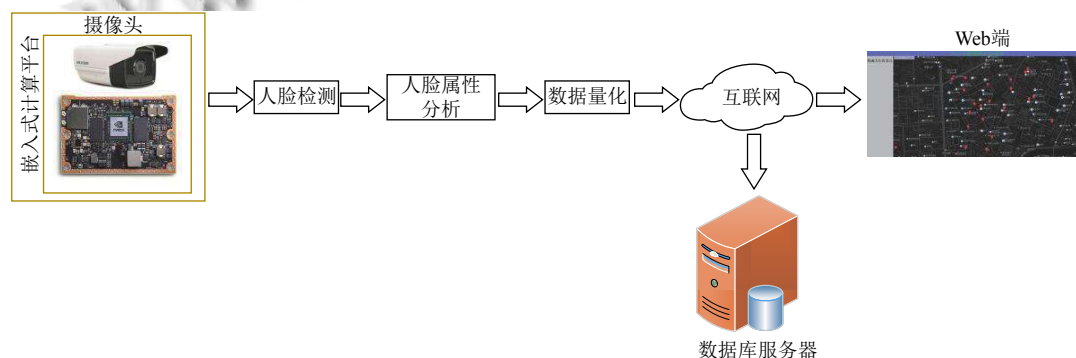 摄像头
嵌入式计算平台
人脸检测
人脸属性
分析
数据量化
互联网
Web端
数据库服务器